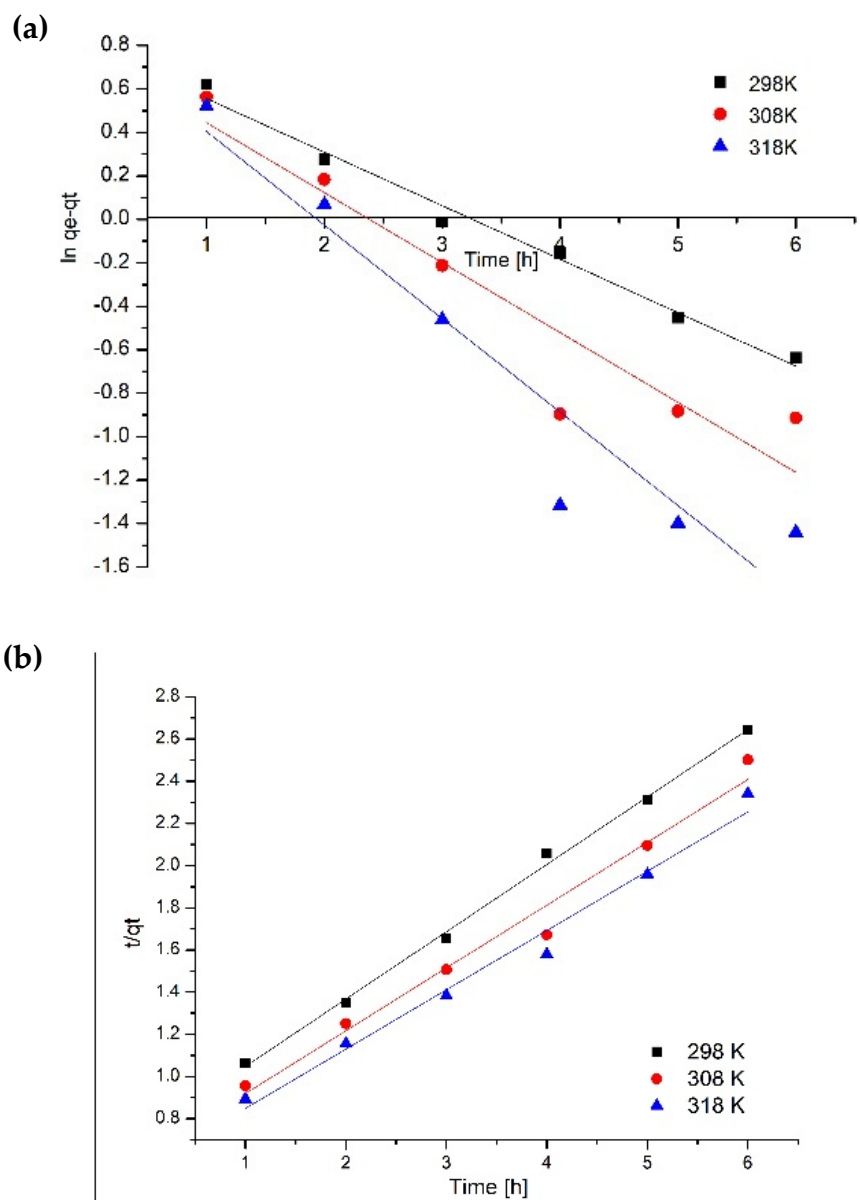 (a)
0.8
0.6
0.4
0.2
0.0
-0.2
-0.4
-0.6
-0.8
-1.0
-1.2
-1.4
-1.6
ln qe-qt
1 2 3 4 5 6
Time [h]
298K
308K
318K
(b)
2.8
2.6
2.4
2.2
2.0
1.8
1.6
1.4
1.2
1.0
0.8
t/qt
298 K
308 K
318 K
1 2 3 4 5 6
Time [h]